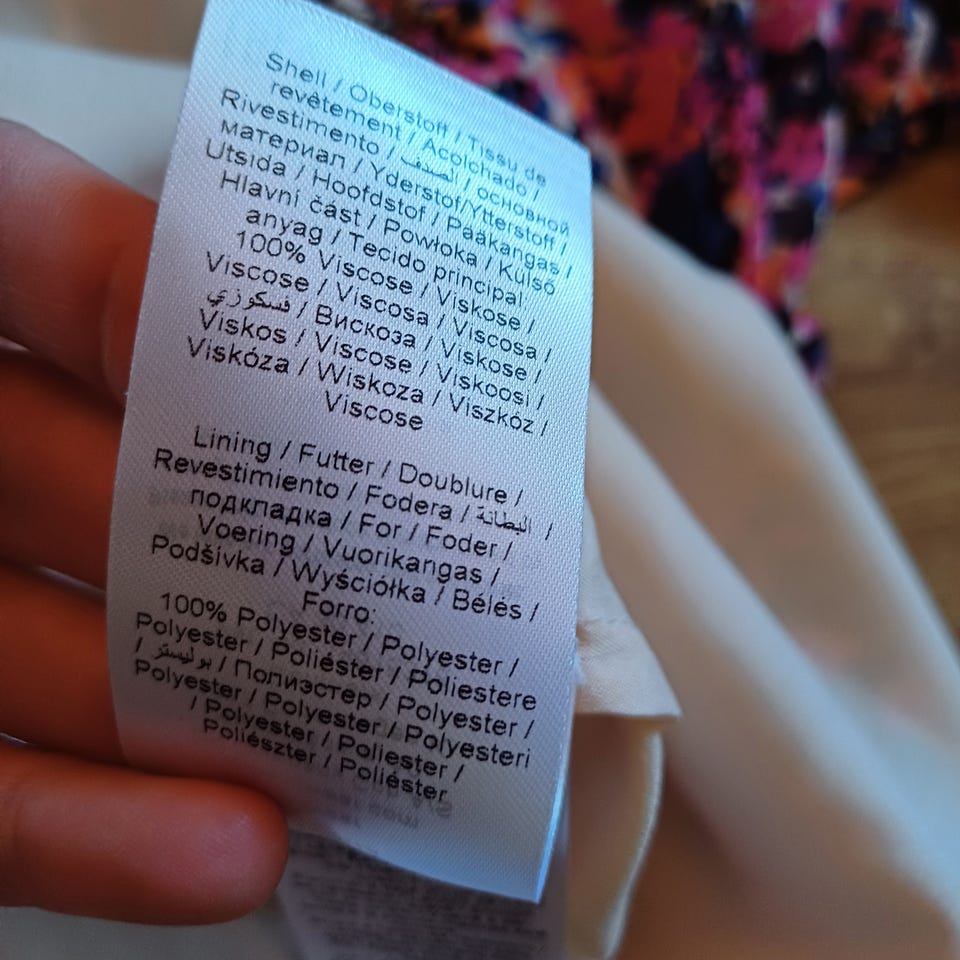 Shell / Oberstoff / Tissu de
revêtement / Acolchado /
Rivestimento / الصدف / основной
материал / Yderstof/Ytterstoff /
Utsida / Hoofdstof / Pääkangas /
Hlavní část / Powłoka / Külső
anyag / Tecido principal
100% Viscose / Viskose /
Viscose / Viscosa / Viscosa /
فسكوزي / Вискоза / Viskose /
Viskos / Viscose / Viskoosi /
Viskóza / Wiskoza / Viszkóz /
Viscose
Lining / Futter / Doublure /
Revestimiento / Fodera / البطانة /
подкладка / For / Foder /
Voering / Vuorikangas /
Podšívka / Wyściółka / Bélés /
Forro:
100% Polyester / Polyester /
Polyester / Poliéster / Poliestere
/ بوليستر / Полиэстер / Polyester /
Polyester / Polyester / Polyesteri
/ Polyester / Poliester /
Poliészter / Poliéster